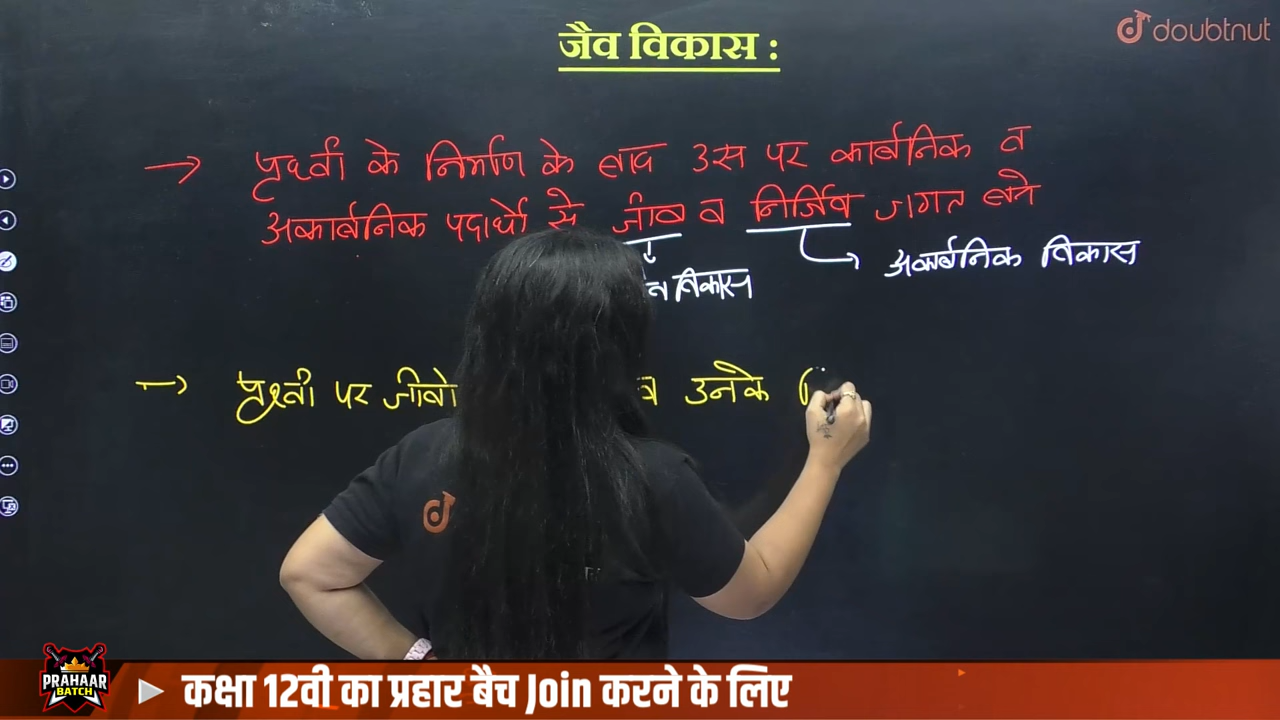 जैव विकास :
doubtnut
→ पृथ्वी के निर्माण के बाद उस पर कार्बनिक व
अकार्बनिक पदार्थो से जीव व निर्जिव जगत बने
विकास
अकार्बनिक विकास
→ पृथ्वी पर जीवो व उनके
PRAHAAR
BATCH
कक्षा 12वी का प्रहार बैच Join करने के लिए